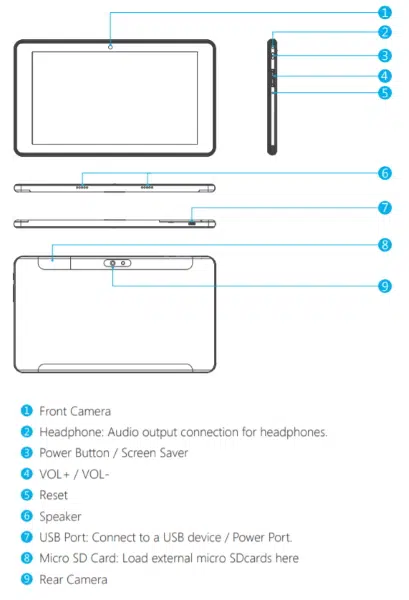 1
2
3
4
5
6
7
8
9
1 Front Camera
2 Headphone: Audio output connection for headphones.
3 Power Button / Screen Saver
4 VOL+ / VOL-
5 Reset
6 Speaker
7 USB Port: Connect to a USB device / Power Port.
8 Micro SD Card: Load external micro SDcards here
9 Rear Camera